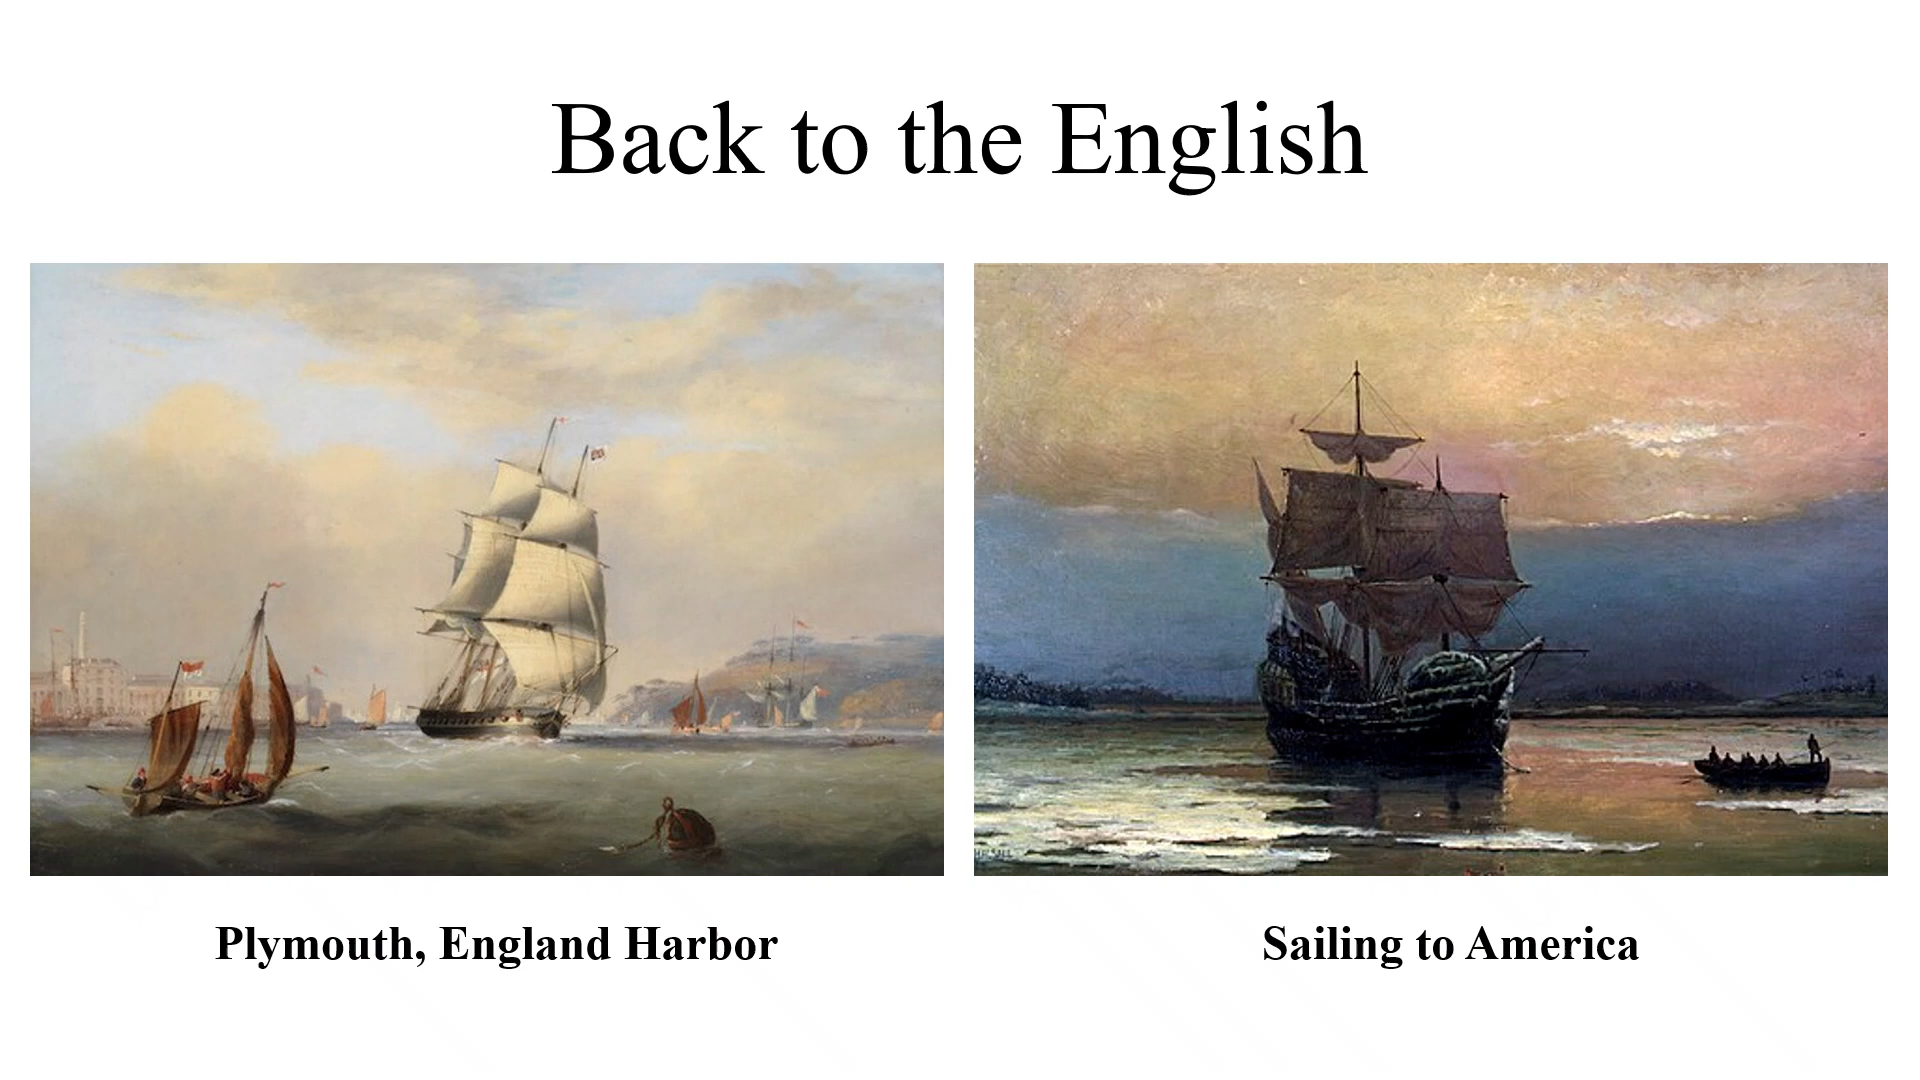 Back to the English
Plymouth, England Harbor
Sailing to America